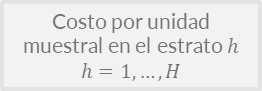 Costo por unidad
muestral en el estrato h
h = 1, ..., H